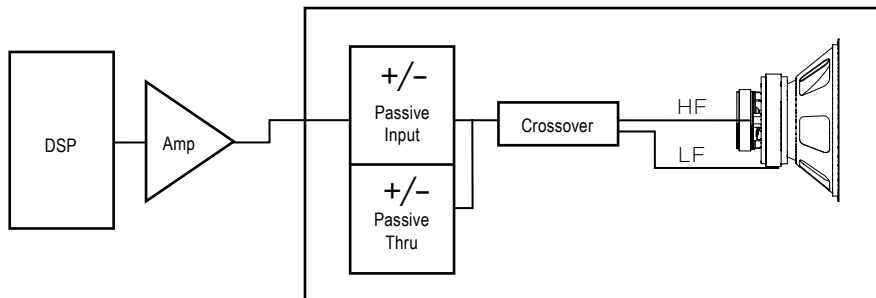 DSP
Amp
+/–
Passive
Input
+/–
Passive
Thru
Crossover
HF
LF